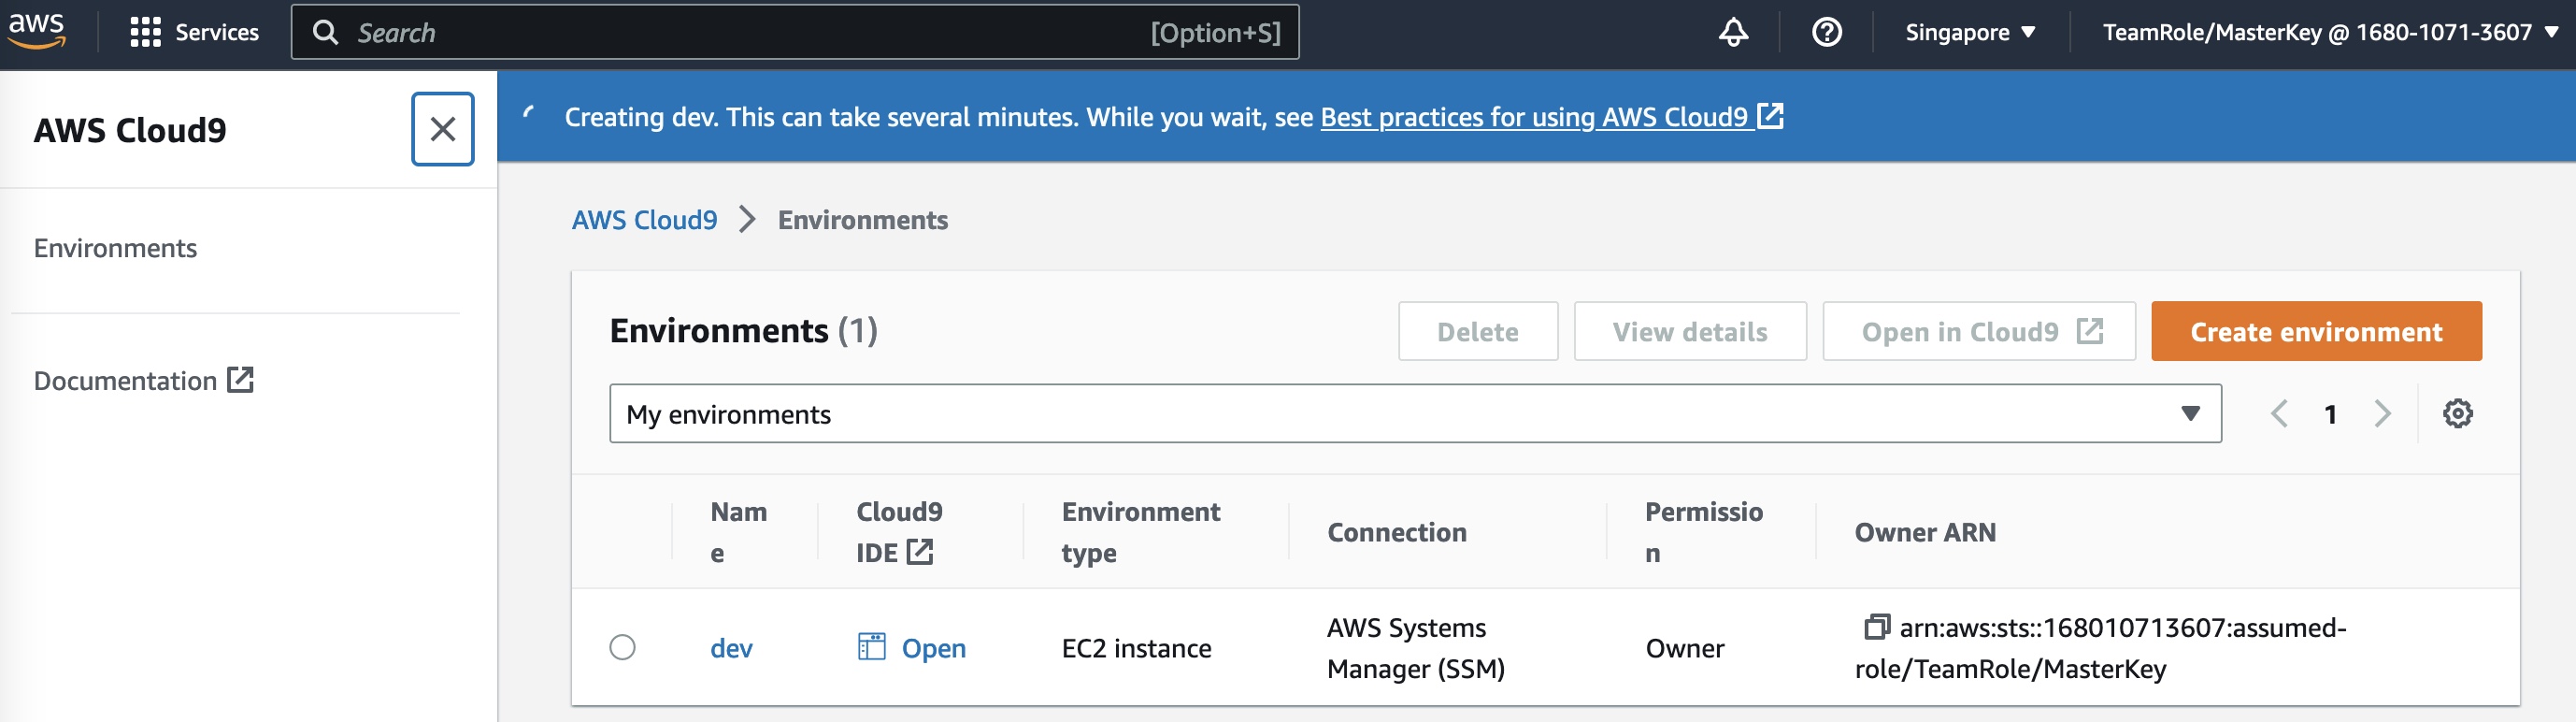 aws
Services
Search
[Option+S]
Singapore
TeamRole/MasterKey @ 1680-1071-3607
AWS Cloud9
Creating dev. This can take several minutes. While you wait, see Best practices for using AWS Cloud9
Environments
Documentation
AWS Cloud9
Environments
Environments (1)
Delete
View details
Open in Cloud9
Create environment
My environments
1
Nam
e
Cloud9
IDE
Environment
type
Connection
Permissio
n
Owner ARN
dev
Open
EC2 instance
AWS Systems
Manager (SSM)
Owner
arn:aws:sts::168010713607:assumed-
role/TeamRole/MasterKey